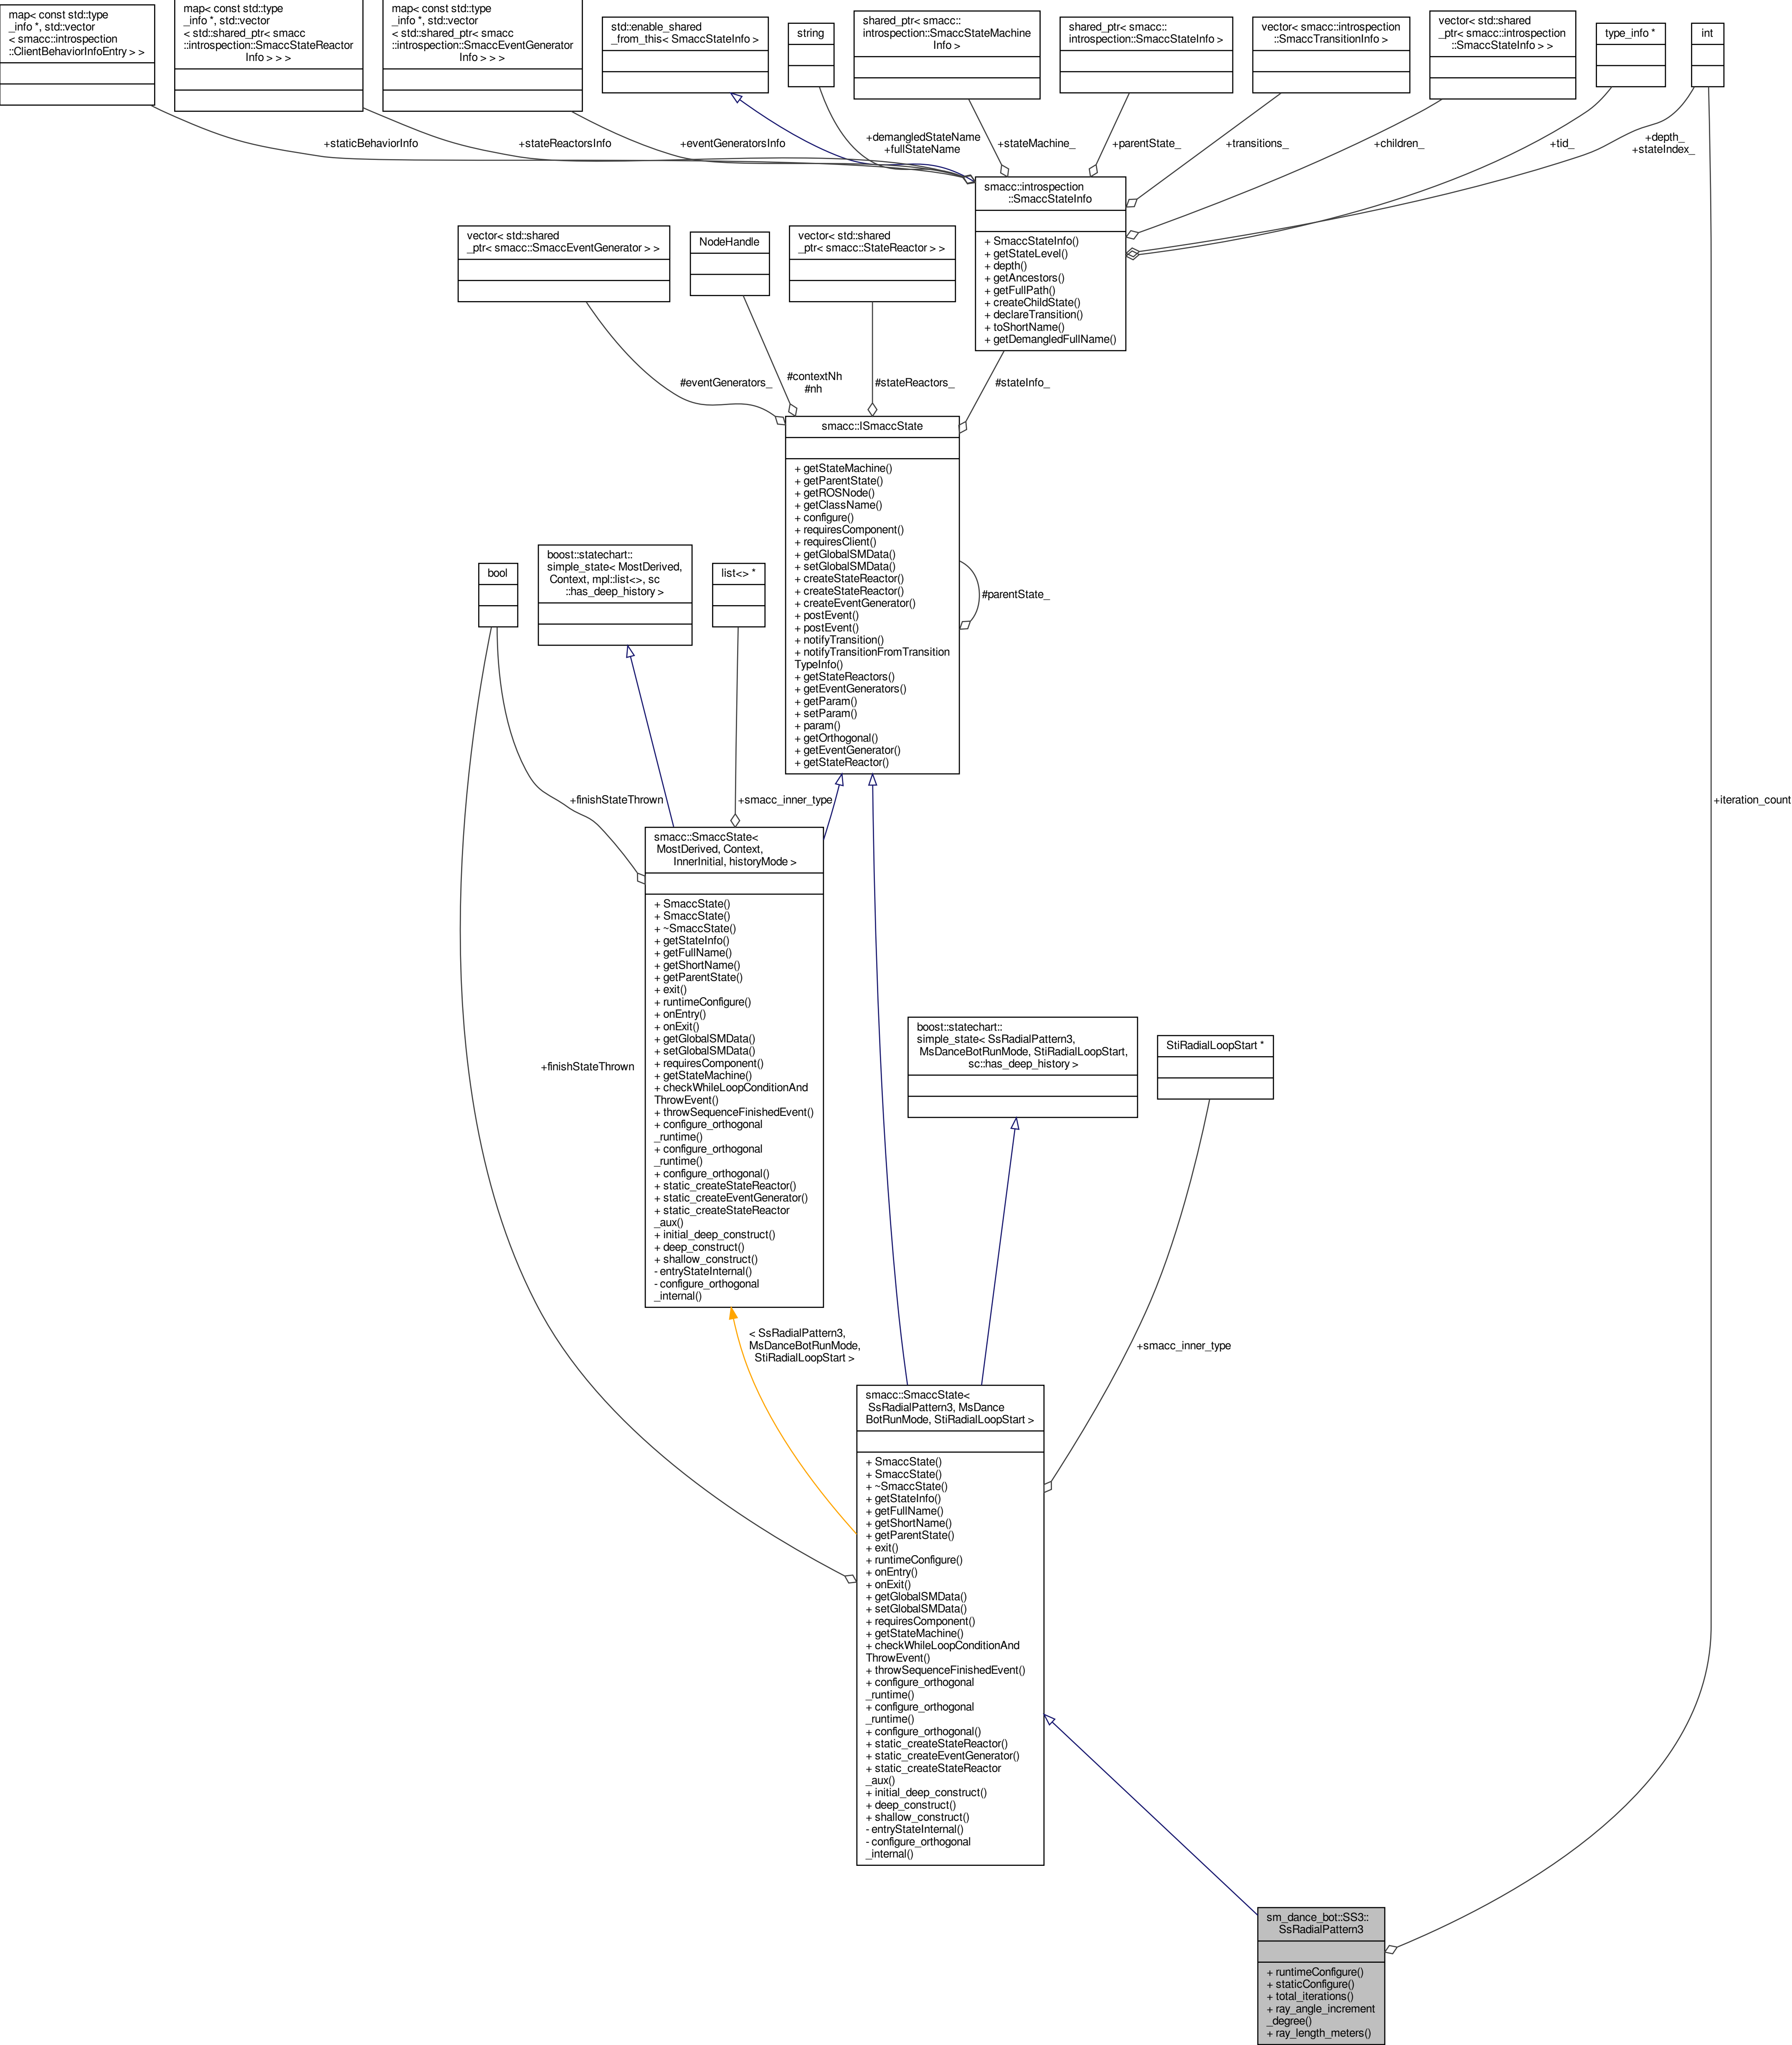 map< const std::type
_info *, std::vector
< smacc::introspection
::ClientBehaviorInfoEntry > >
map< const std::type
_info *, std::vector
< std::shared_ptr< smacc
::introspection::SmaccStateReactor
Info > > >
map< const std::type
_info *, std::vector
< std::shared_ptr< smacc
::introspection::SmaccEventGenerator
Info > > >
std::enable_shared
_from_this< SmaccStateInfo >
string
shared_ptr< smacc::
introspection::SmaccStateMachine
Info >
shared_ptr< smacc::
introspection::SmaccStateInfo >
vector< smacc::introspection
::SmaccTransitionInfo >
vector< std::shared
_ptr< smacc::introspection
::SmaccStateInfo > >
type_info *
int
+staticBehaviorInfo
+stateReactorsInfo
+eventGeneratorsInfo
+demangledStateName
+fullStateName
+stateMachine_
+parentState_
+transitions_
+children_
+tid_
+depth_
+stateIndex_
smacc::introspection
::SmaccStateInfo
+ SmaccStateInfo()
+ getStateLevel()
+ depth()
+ getAncestors()
+ getFullPath()
+ createChildState()
+ declareTransition()
+ toShortName()
+ getDemangledFullName()
vector< std::shared
_ptr< smacc::SmaccEventGenerator > >
NodeHandle
vector< std::shared
_ptr< smacc::StateReactor > >
#eventGenerators_
#contextNh
#nh
#stateReactors_
#stateInfo_
smacc::ISmaccState
+ getStateMachine()
+ getParentState()
+ getROSNode()
+ getClassName()
+ configure()
+ requiresComponent()
+ requiresClient()
+ getGlobalSMData()
+ setGlobalSMData()
+ createStateReactor()
+ createStateReactor()
+ createEventGenerator()
+ postEvent()
+ postEvent()
+ notifyTransition()
+ notifyTransitionFromTransition
TypeInfo()
+ getStateReactors()
+ getEventGenerators()
+ getParam()
+ setParam()
+ param()
+ getOrthogonal()
+ getEventGenerator()
+ getStateReactor()
#parentState_
bool
boost::statechart::
simple_state< MostDerived,
Context, mpl::list<>, sc
::has_deep_history >
list<> *
+finishStateThrown
+smacc_inner_type
+iteration_count
smacc::SmaccState<
MostDerived, Context,
InnerInitial, historyMode >
+ SmaccState()
+ SmaccState()
+ ~SmaccState()
+ getStateInfo()
+ getFullName()
+ getShortName()
+ getParentState()
+ exit()
+ runtimeConfigure()
+ onEntry()
+ onExit()
+ getGlobalSMData()
+ setGlobalSMData()
+ requiresComponent()
+ getStateMachine()
+ checkWhileLoopConditionAnd
ThrowEvent()
+ throwSequenceFinishedEvent()
+ configure_orthogonal
_runtime()
+ configure_orthogonal
_runtime()
+ configure_orthogonal()
+ static_createStateReactor()
+ static_createEventGenerator()
+ static_createStateReactor
_aux()
+ initial_deep_construct()
+ deep_construct()
+ shallow_construct()
- entryStateInternal()
- configure_orthogonal
_internal()
+finishStateThrown
boost::statechart::
simple_state< SsRadialPattern3,
MsDanceBotRunMode, StiRadialLoopStart,
sc::has_deep_history >
StiRadialLoopStart *
< SsRadialPattern3,
MsDanceBotRunMode,
StiRadialLoopStart >
+smacc_inner_type
smacc::SmaccState<
SsRadialPattern3, MsDance
BotRunMode, StiRadialLoopStart >
+ SmaccState()
+ SmaccState()
+ ~SmaccState()
+ getStateInfo()
+ getFullName()
+ getShortName()
+ getParentState()
+ exit()
+ runtimeConfigure()
+ onEntry()
+ onExit()
+ getGlobalSMData()
+ setGlobalSMData()
+ requiresComponent()
+ getStateMachine()
+ checkWhileLoopConditionAnd
ThrowEvent()
+ throwSequenceFinishedEvent()
+ configure_orthogonal
_runtime()
+ configure_orthogonal
_runtime()
+ configure_orthogonal()
+ static_createStateReactor()
+ static_createEventGenerator()
+ static_createStateReactor
_aux()
+ initial_deep_construct()
+ deep_construct()
+ shallow_construct()
- entryStateInternal()
- configure_orthogonal
_internal()
sm_dance_bot::SS3::
SsRadialPattern3
+ runtimeConfigure()
+ staticConfigure()
+ total_iterations()
+ ray_angle_increment
_degree()
+ ray_length_meters()